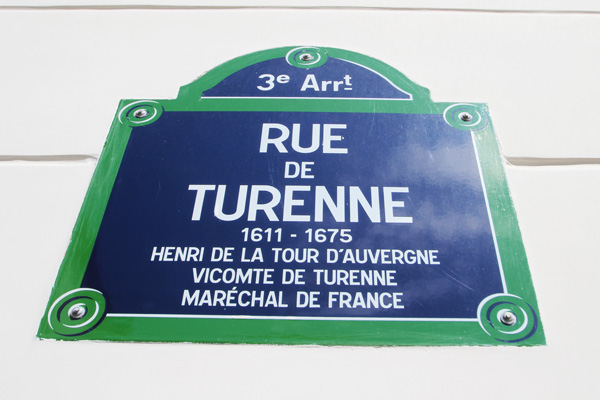 3e Arrt
RUE
DE
TURENNE
1611 - 1675
HENRI DE LA TOUR D'AUVERGNE
VICOMTE DE TURENNE
MARÉCHAL DE FRANCE